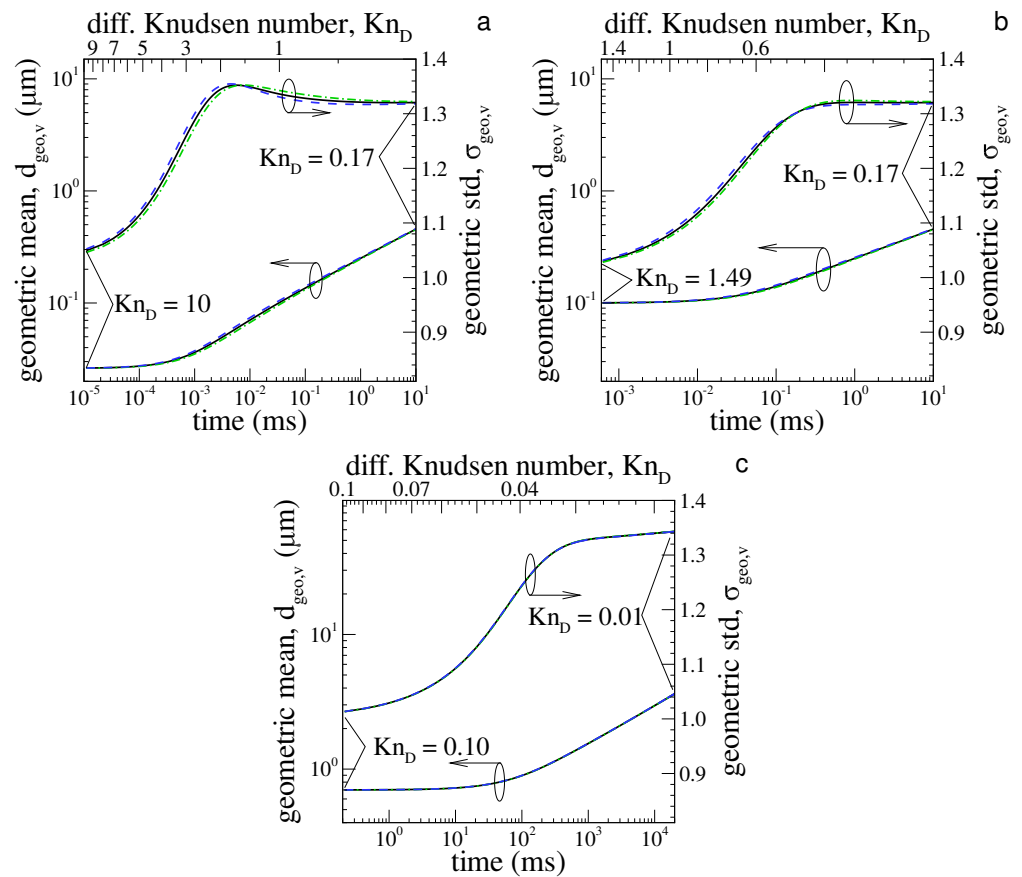 diff. Knudsen number, Kn_D a
9 7 5 3 1
geometric mean, d_geo,v (μm)
10^1
10^0
10^-1
1.4
1.3
1.2
1.1
1.0
0.9
geometric std, σ_geo,v
Kn_D = 0.17
Kn_D = 10
10^-5 10^-4 10^-3 10^-2 10^-1 10^0 10^1
time (ms)
diff. Knudsen number, Kn_D b
1.4 1 0.6
geometric mean, d_geo,v (μm)
10^1
10^0
10^-1
1.4
1.3
1.2
1.1
1.0
0.9
geometric std, σ_geo,v
Kn_D = 0.17
Kn_D = 1.49
10^-3 10^-2 10^-1 10^0 10^1
time (ms)
diff. Knudsen number, Kn_D c
0.1 0.07 0.04
geometric mean, d_geo,v (μm)
10^1
10^0
1.4
1.3
1.2
1.1
1.0
0.9
geometric std, σ_geo,v
Kn_D = 0.01
Kn_D = 0.10
10^0 10^1 10^2 10^3 10^4
time (ms)